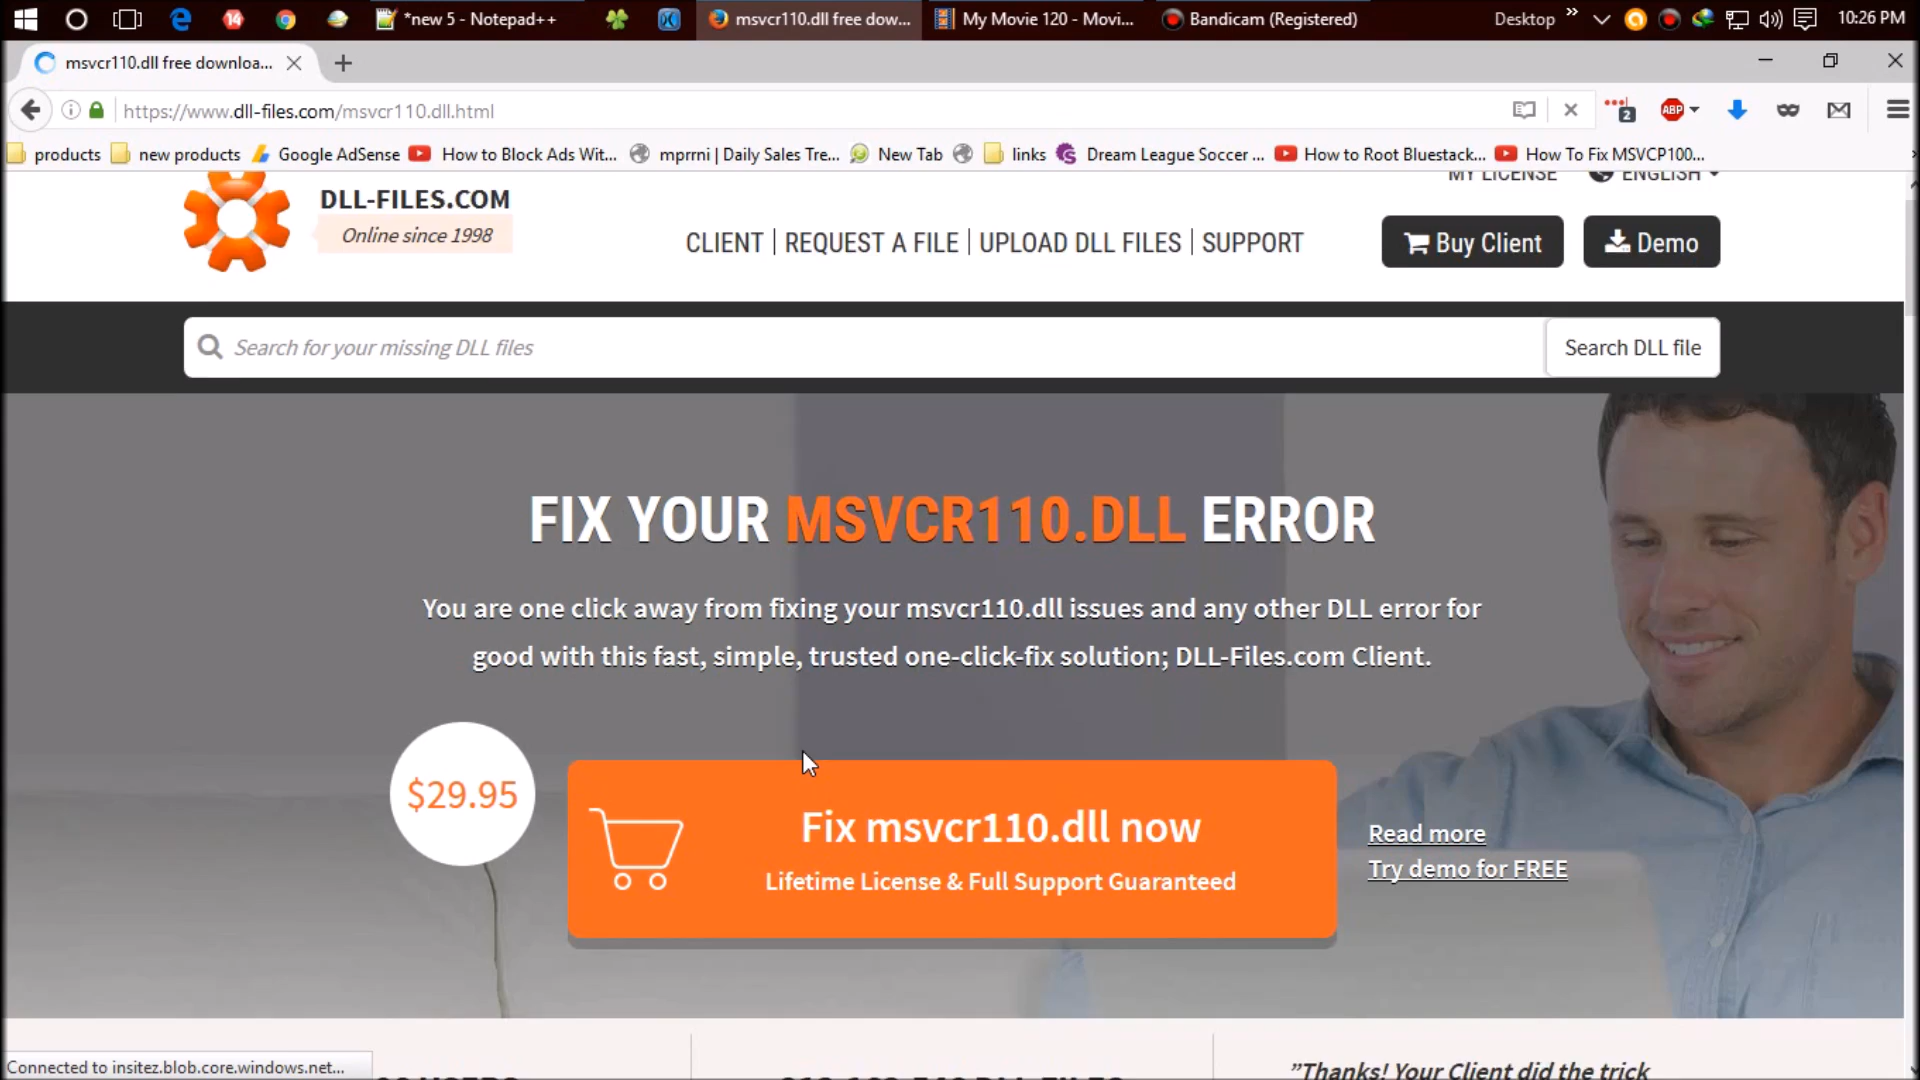 *new 5 - Notepad++
14
msvcr110.dll free dow...
My Movie 120 - Movi...
Bandicam (Registered)
Desktop
10:26 PM
msvcr110.dll free downloa...
https://www.dll-files.com/msvcr110.dll.html
2
ABP
products
new products
Google AdSense
How to Block Ads Wit...
mprrni | Daily Sales Tre...
New Tab
links
Dream League Soccer ...
How to Root Bluestack...
How To Fix MSVCP100...
MY LICENSE
ENGLISH
DLL-FILES.COM
Online since 1998
CLIENT | REQUEST A FILE | UPLOAD DLL FILES | SUPPORT
Buy Client
Demo
Search for your missing DLL files
Search DLL file
FIX YOUR MSVCR110.DLL ERROR
You are one click away from fixing your msvcr110.dll issues and any other DLL error for
good with this fast, simple, trusted one-click-fix solution; DLL-Files.com Client.
$29.95
Fix msvcr110.dll now
Lifetime License & Full Support Guaranteed
Read more
Try demo for FREE
Connected to insitez.blob.core.windows.net...
"Thanks! Your Client did the trick